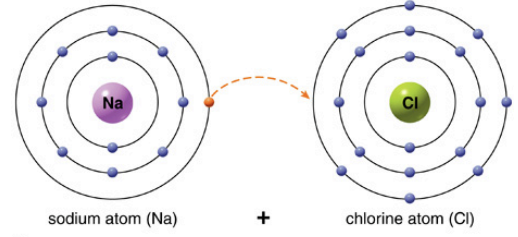 Na
Cl
sodium atom (Na) + chlorine atom (Cl)